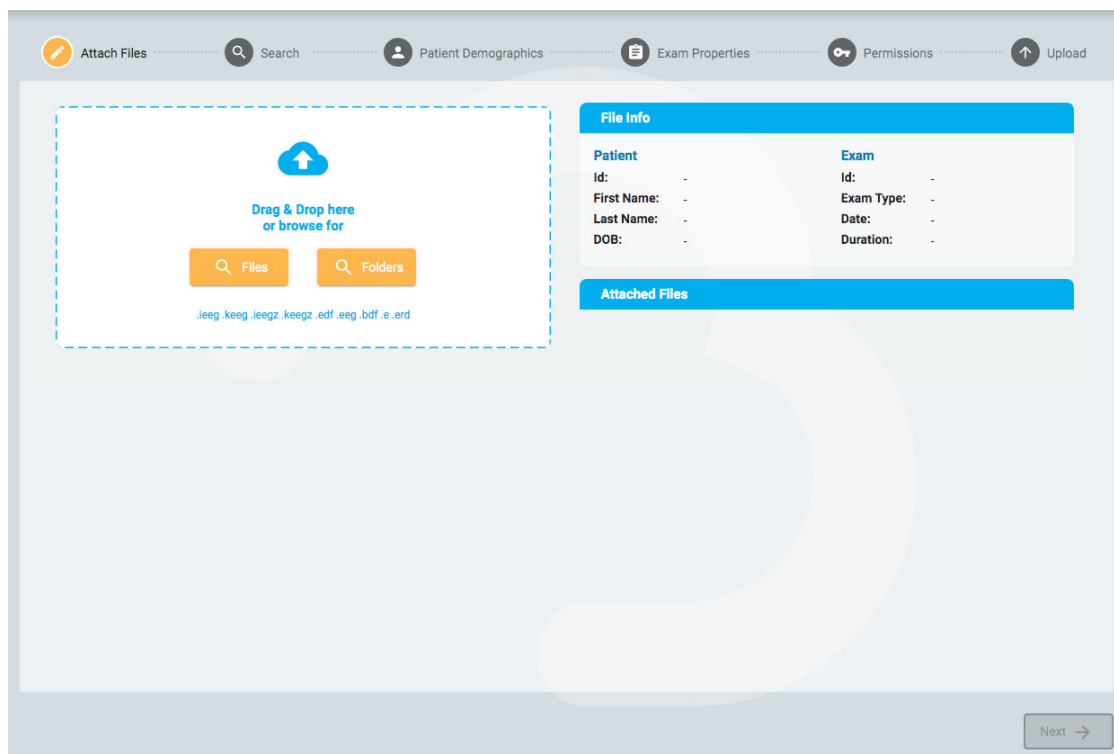 Attach Files
Search
Patient Demographics
Exam Properties
Permissions
Upload
Drag & Drop here
or browse for
Files
Folders
.ieeg .keeg .ieegz .keegz .edf .eeg .bdf .e .erd
File Info
Patient
Id: -
First Name: -
Last Name: -
DOB: -
Exam
Id: -
Exam Type: -
Date: -
Duration: -
Attached Files
Next